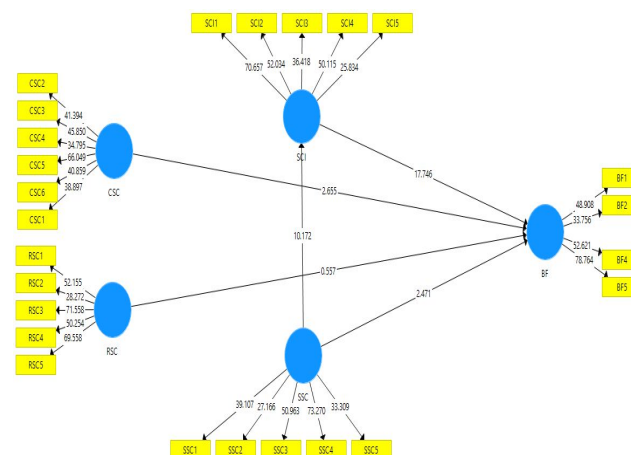 SCI1 SCI2 SCI3 SCI4 SCI5
70.657 52.034 36.418 50.115 25.834
SCI
CSC2
CSC3
CSC4
CSC5
CSC6
CSC1
41.394
45.850
34.795
66.049
40.859
38.897
CSC
17.746
2.655
10.172
0.557
2.471
BF1
BF2
BF4
BF5
48.908
33.756
52.621
78.764
BF
RSC1
RSC2
RSC3
RSC4
RSC5
52.155
28.272
71.558
50.254
69.558
RSC
SSC
39.107 27.166 50.963 73.270 33.309
SSC1 SSC2 SSC3 SSC4 SSC5